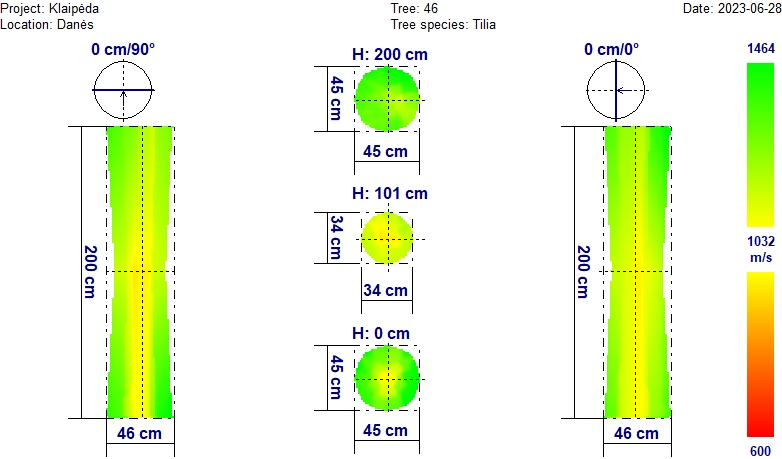 Project: Klaipéda Tree: 46 Date: 2023-06-28
Location: Danés Tree species: Tilia
0 cm/90° H: 200 cm 0 cm/0° 1464
45 cm
45 cm
H: 101 cm
34 cm
34 cm
200 cm 200 cm 1032
m/s
H: 0 cm
45 cm
46 cm 45 cm 46 cm
600